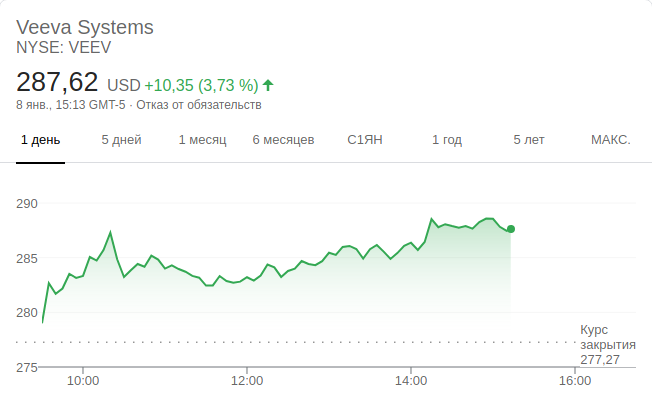 Veeva Systems
NYSE: VEEV
287,62 USD +10,35 (3,73 %)
8 янв., 15:13 GMT-5 · Отказ от обязательств
1 день 5 дней 1 месяц 6 месяцев С1ЯН 1 год 5 лет МАКС.
290
285
280
Курс
закрытия
277,27
275
10:00 12:00 14:00 16:00